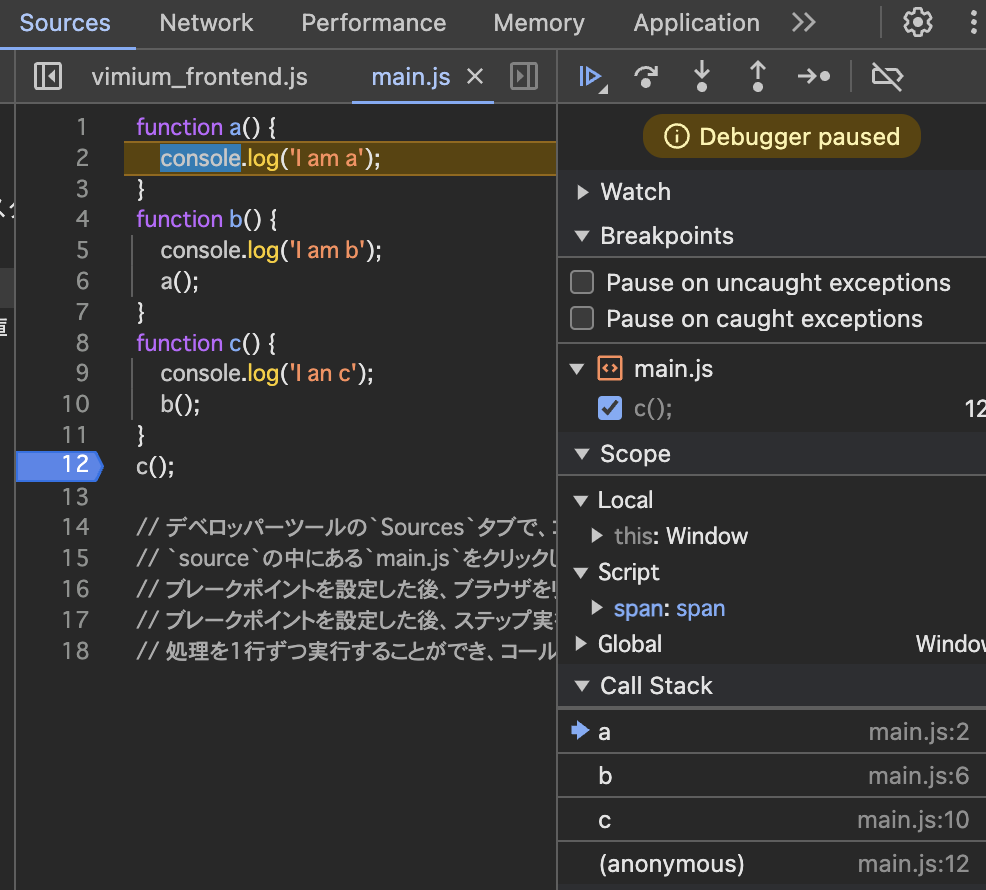 Sources Network Performance Memory Application
vimium_frontend.js main.js
1 function a() {
2 console.log('I am a');
3 }
4 function b() {
5 console.log('I am b');
6 a();
7 }
8 function c() {
9 console.log('I an c');
10 b();
11 }
12 c();
13
14 // デベロッパーツールの`Sources`タブで、
15 // `source`の中にある`main.js`をクリックし
16 // ブレークポイントを設定した後、ブラウザを
17 // ブレークポイントを設定した後、ステップ実
18 // 処理を1行ずつ実行することができ、コール
Debugger paused
Watch
Breakpoints
Pause on uncaught exceptions
Pause on caught exceptions
main.js
c(); 12
Scope
Local
this: Window
Script
span: span
Global Window
Call Stack
a main.js:2
b main.js:6
c main.js:10
(anonymous) main.js:12